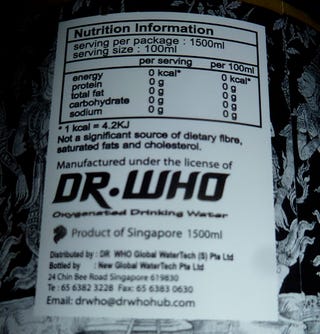 Nutrition Information
serving per package : 1500ml
serving size : 100ml
per serving per 100ml
energy 0 kcal* 0 kcal*
protein 0 g 0 g
total fat 0 g 0 g
carbohydrate 0 g 0 g
sodium 0 g 0 g
* 1 kcal = 4.2KJ
Not a significant source of dietary fibre,
saturated fats and cholesterol.
Manufactured under the license of
DR.WHO
Oxygenated Drinking Water
Product of Singapore 1500ml
Distributed by : DR WHO Global WaterTech (S) Pte Ltd
Bottled by : New Global WaterTech Pte Ltd
24 Chin Bee Road Singapore 619830
Te : 65 6382 3228 Fax: 65 6383 0630
Email: drwho@drwhohub.com